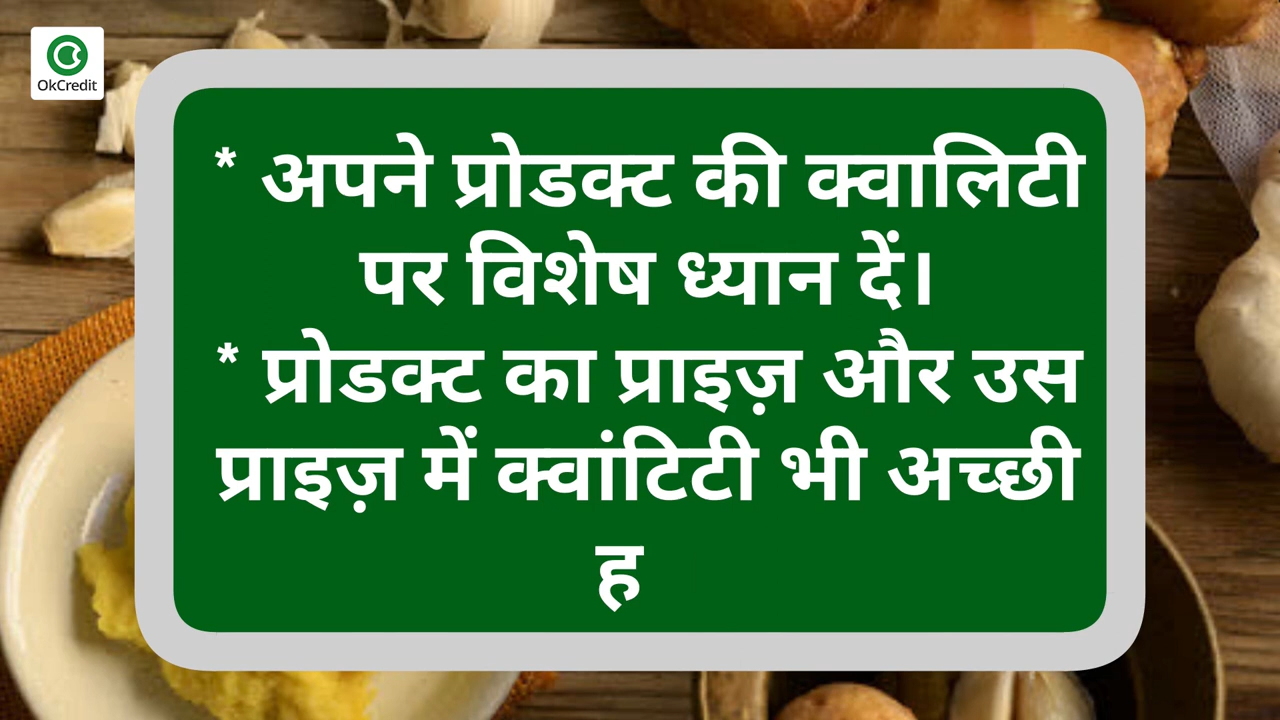 OkCredit
* अपने प्रोडक्ट की क्वालिटी
पर विशेष ध्यान दें।
* प्रोडक्ट का प्राइज़ और उस
प्राइज़ में क्वांटिटी भी अच्छी
ह